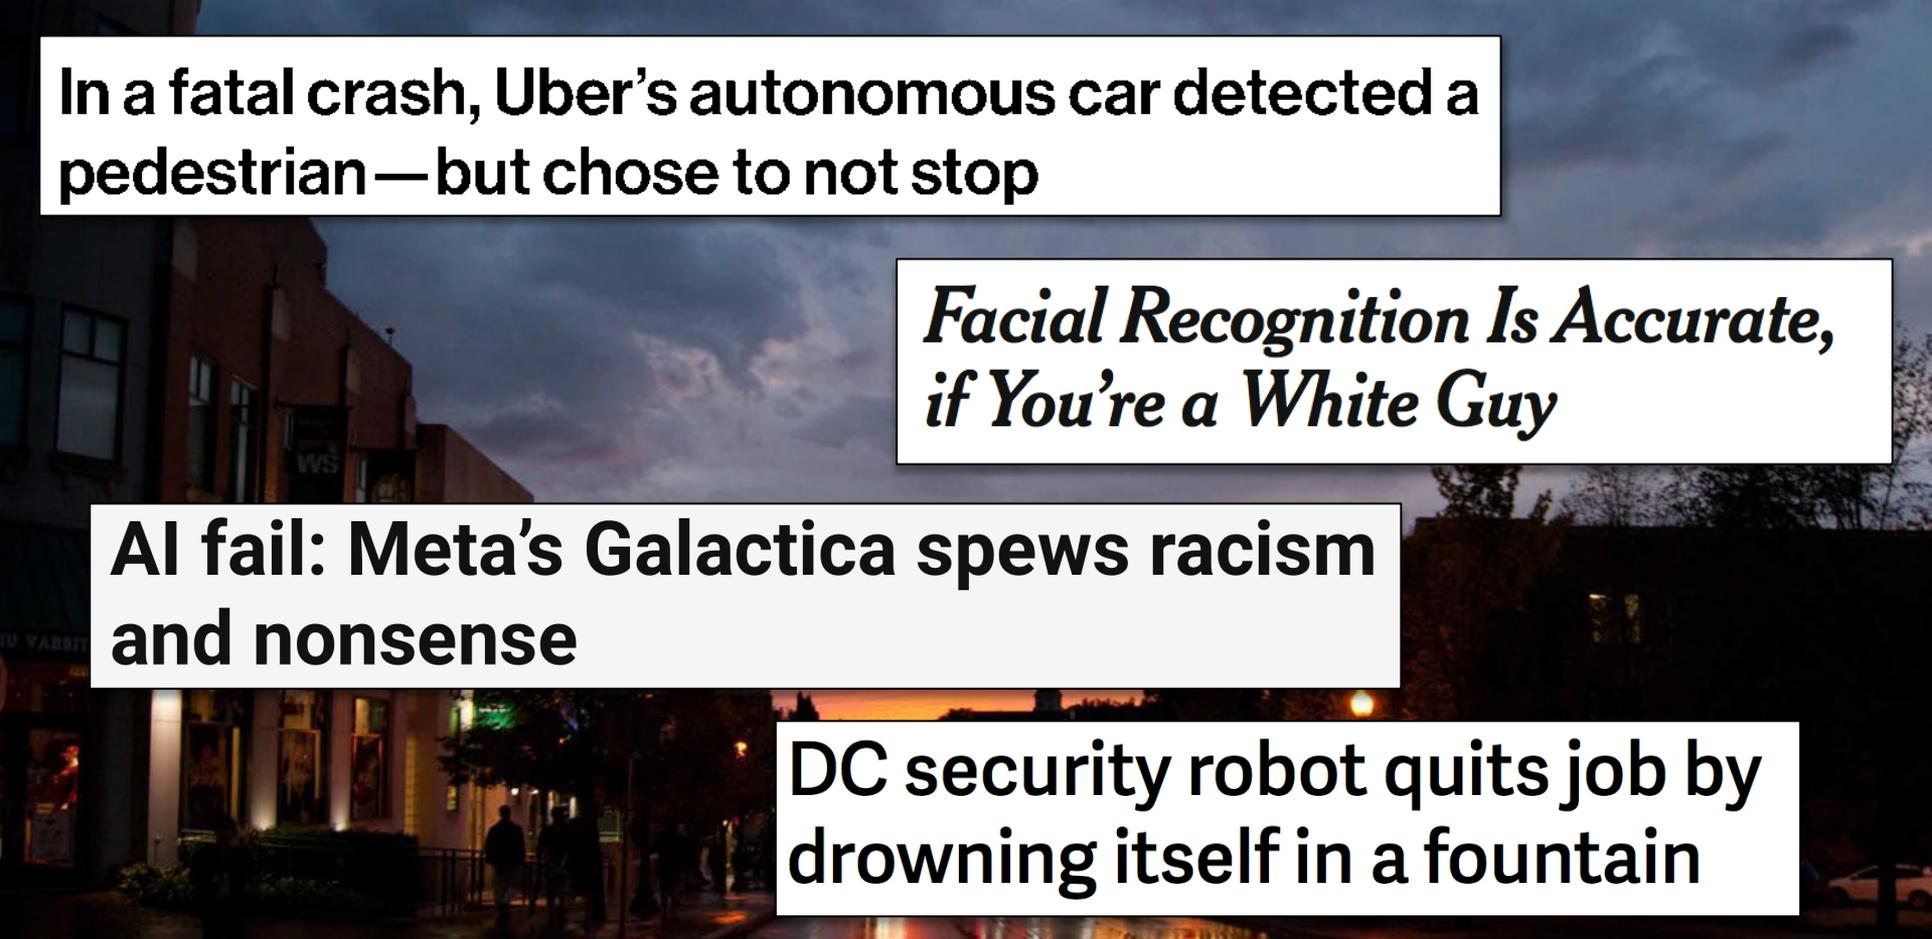 In a fatal crash, Uber’s autonomous car detected a
pedestrian—but chose to not stop
Facial Recognition Is Accurate,
if You’re a White Guy
WS
AI fail: Meta’s Galactica spews racism
and nonsense
VARSIT
DC security robot quits job by
drowning itself in a fountain